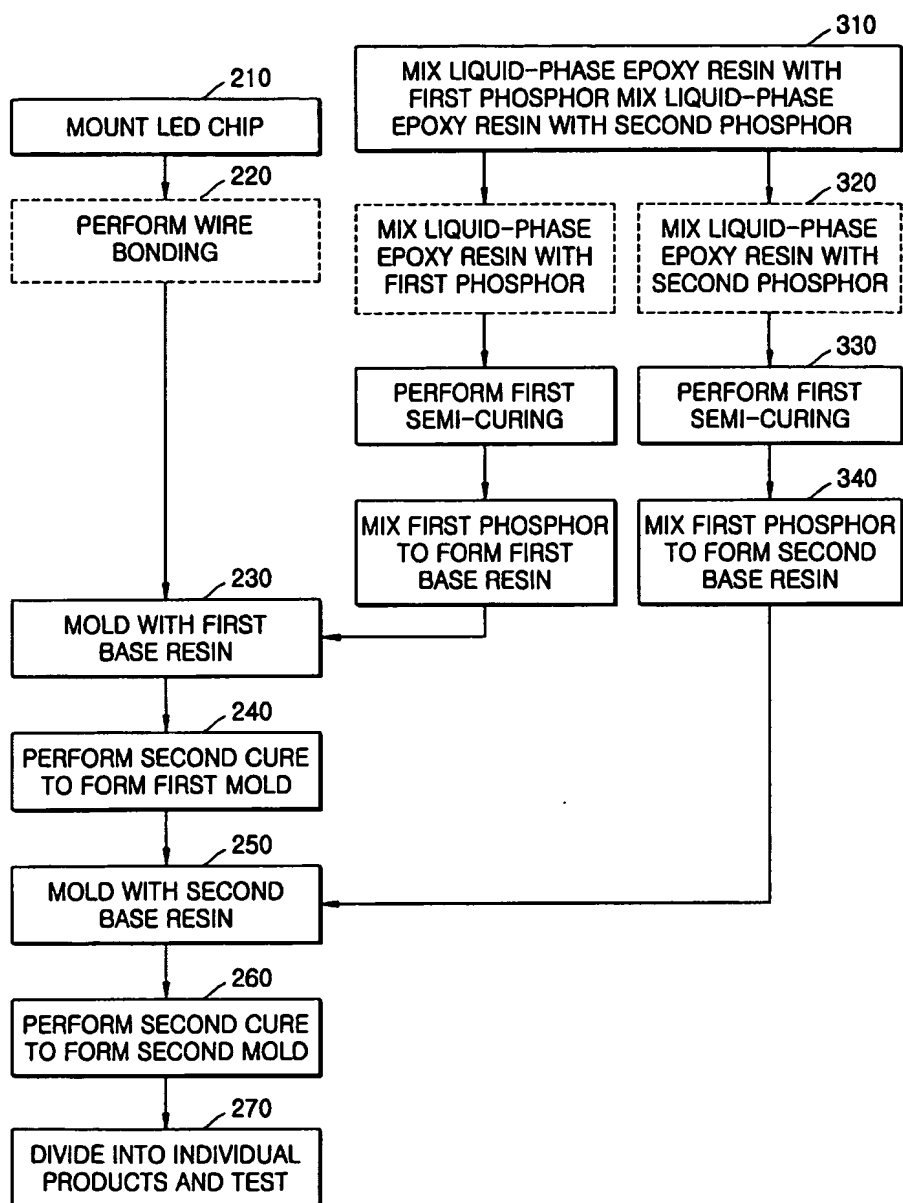 310
MIX LIQUID-PHASE EPOXY RESIN WITH
FIRST PHOSPHOR MIX LIQUID-PHASE
EPOXY RESIN WITH SECOND PHOSPHOR
210
MOUNT LED CHIP
220
PERFORM WIRE
BONDING
MIX LIQUID-PHASE
EPOXY RESIN WITH
FIRST PHOSPHOR
320
MIX LIQUID-PHASE
EPOXY RESIN WITH
SECOND PHOSPHOR
PERFORM FIRST
SEMI-CURING
330
PERFORM FIRST
SEMI-CURING
MIX FIRST PHOSPHOR
TO FORM FIRST
BASE RESIN
340
MIX FIRST PHOSPHOR
TO FORM SECOND
BASE RESIN
230
MOLD WITH FIRST
BASE RESIN
240
PERFORM SECOND CURE
TO FORM FIRST MOLD
250
MOLD WITH SECOND
BASE RESIN
260
PERFORM SECOND CURE
TO FORM SECOND MOLD
270
DIVIDE INTO INDIVIDUAL
PRODUCTS AND TEST